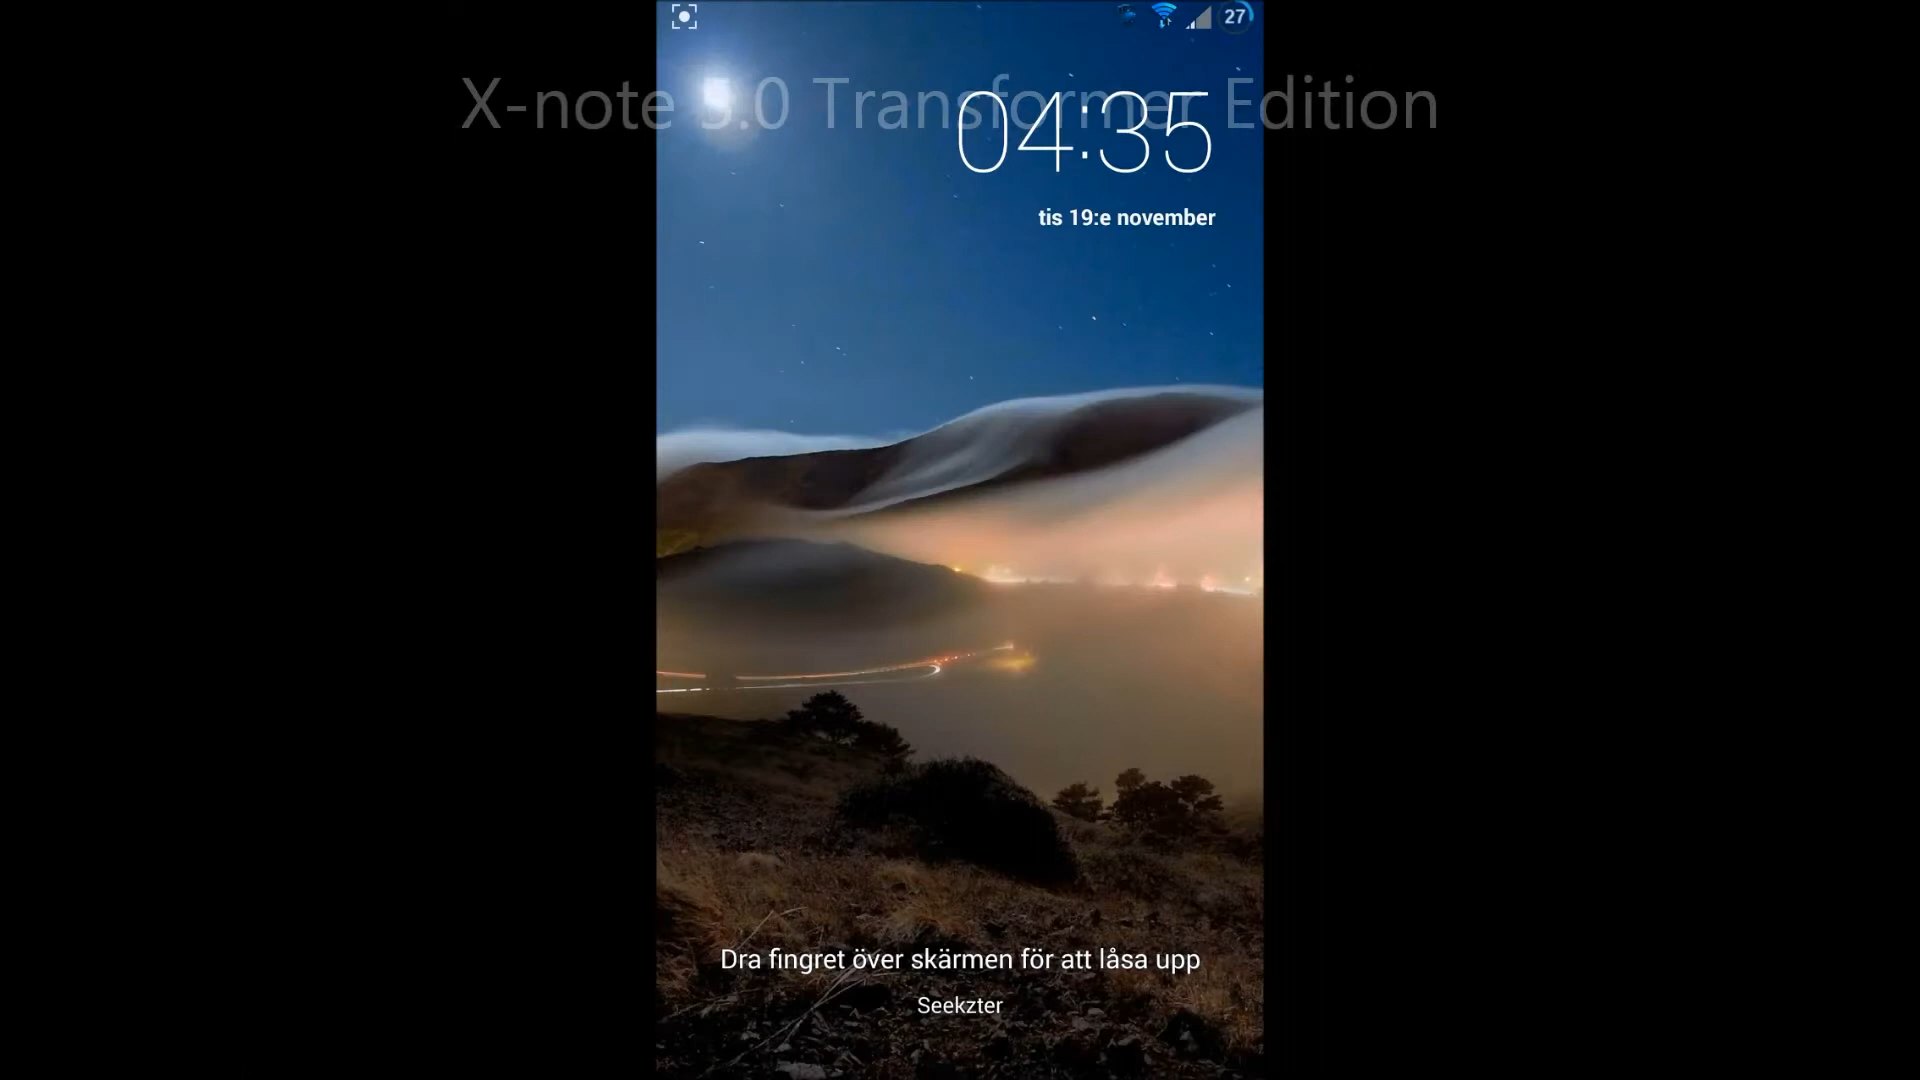 27
X-note 5.0 Transformer Edition
04:35
tis 19:e november
Dra fingret över skärmen för att låsa upp
Seekzter